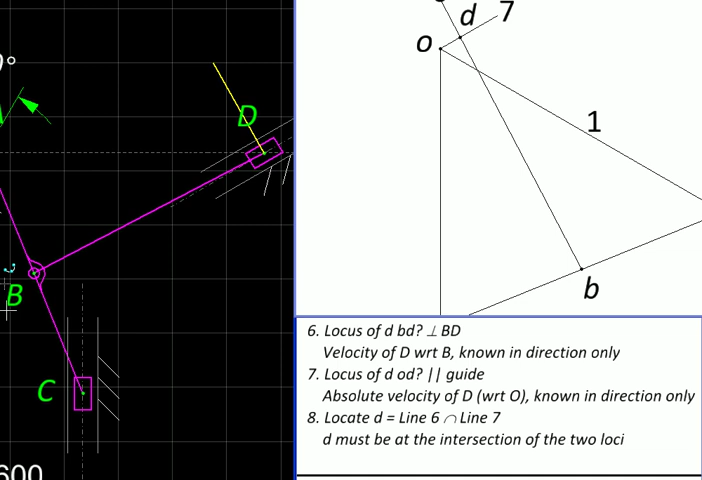 0°
D
B
C
600
d
7
o
1
b
6. Locus of d bd? ⊥ BD
Velocity of D wrt B, known in direction only
7. Locus of d od? || guide
Absolute velocity of D (wrt O), known in direction only
8. Locate d = Line 6 ∩ Line 7
d must be at the intersection of the two loci